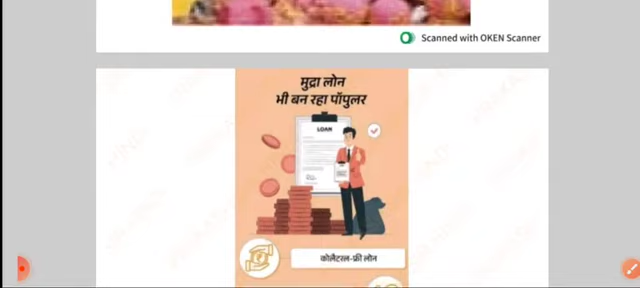 Scanned with OKEN Scanner
मुद्रा लोन
भी बन रहा पॉपुलर
LOAN
कोलैटरल-फ्री लोन